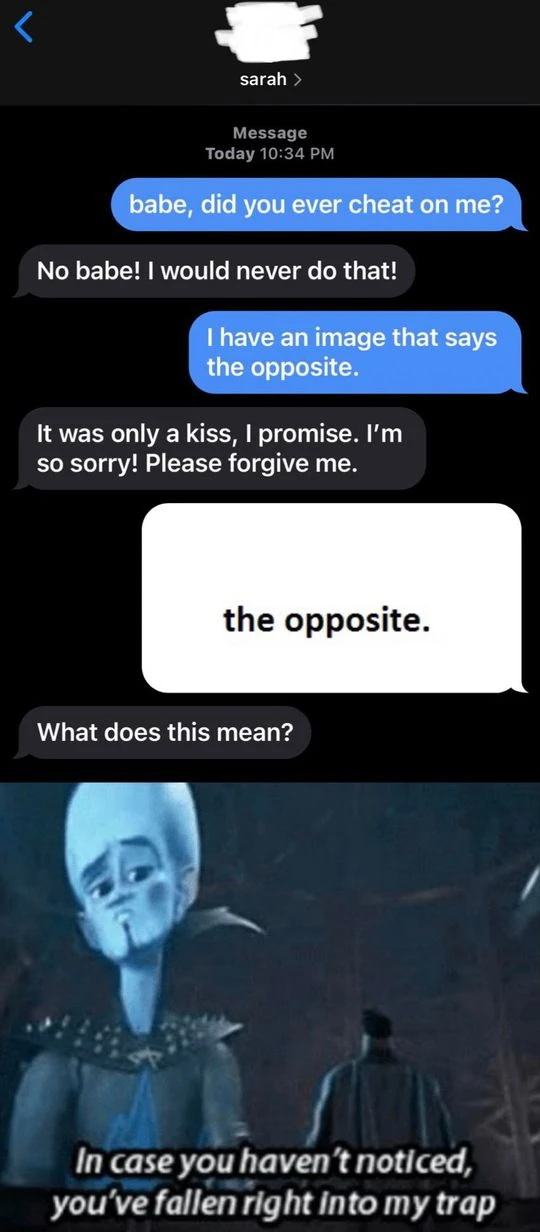 sarah >
Message
Today 10:34 PM
babe, did you ever cheat on me?
No babe! I would never do that!
I have an image that says
the opposite.
It was only a kiss, I promise. I'm
so sorry! Please forgive me.
the opposite.
What does this mean?
In case you haven't noticed,
you've fallen right into my trap